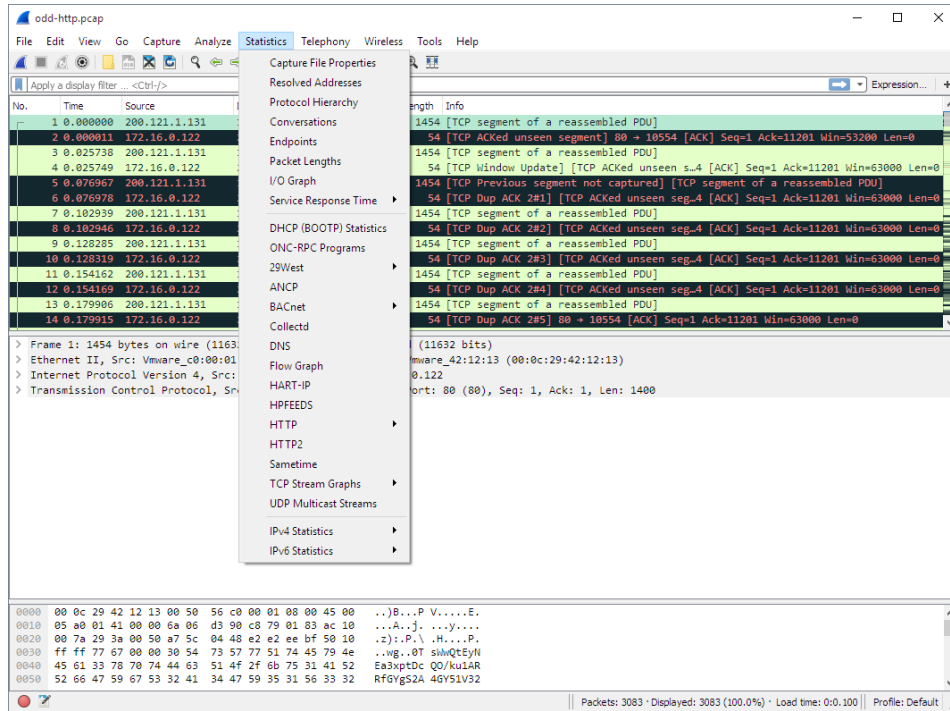 odd-http.pcap
File Edit View Go Capture Analyze Statistics Telephony Wireless Tools Help
Apply a display filter ... <Ctrl-/> Expression... +
No. Time Source ength Info
1 0.000000 200.121.1.131 1454 [TCP segment of a reassembled PDU]
2 0.000011 172.16.0.122 54 [TCP ACKed unseen segment] 80 → 10554 [ACK] Seq=1 Ack=11201 Win=53200 Len=0
3 0.025738 200.121.1.131 1454 [TCP segment of a reassembled PDU]
4 0.025749 172.16.0.122 54 [TCP Window Update] [TCP ACKed unseen s…4 [ACK] Seq=1 Ack=11201 Win=63000 Len=0
5 0.076967 200.121.1.131 1454 [TCP Previous segment not captured] [TCP segment of a reassembled PDU]
6 0.076978 172.16.0.122 54 [TCP Dup ACK 2#1] [TCP ACKed unseen seg…4 [ACK] Seq=1 Ack=11201 Win=63000 Len=0
7 0.102939 200.121.1.131 1454 [TCP segment of a reassembled PDU]
8 0.102946 172.16.0.122 54 [TCP Dup ACK 2#2] [TCP ACKed unseen seg…4 [ACK] Seq=1 Ack=11201 Win=63000 Len=0
9 0.128285 200.121.1.131 1454 [TCP segment of a reassembled PDU]
10 0.128319 172.16.0.122 54 [TCP Dup ACK 2#3] [TCP ACKed unseen seg…4 [ACK] Seq=1 Ack=11201 Win=63000 Len=0
11 0.154162 200.121.1.131 1454 [TCP segment of a reassembled PDU]
12 0.154169 172.16.0.122 54 [TCP Dup ACK 2#4] [TCP ACKed unseen seg…4 [ACK] Seq=1 Ack=11201 Win=63000 Len=0
13 0.179906 200.121.1.131 1454 [TCP segment of a reassembled PDU]
14 0.179915 172.16.0.122 54 [TCP Dup ACK 2#5] 80 → 10554 [ACK] Seq=1 Ack=11201 Win=63000 Len=0
Capture File Properties
Resolved Addresses
Protocol Hierarchy
Conversations
Endpoints
Packet Lengths
I/O Graph
Service Response Time
DHCP (BOOTP) Statistics
ONC-RPC Programs
29West
ANCP
BACnet
Collectd
DNS
Flow Graph
HART-IP
HPFEEDS
HTTP
HTTP2
Sametime
TCP Stream Graphs
UDP Multicast Streams
IPv4 Statistics
IPv6 Statistics
Frame 1: 1454 bytes on wire (1163 (11632 bits)
Ethernet II, Src: Vmware_c0:00:01 mware_42:12:13 (00:0c:29:42:12:13)
Internet Protocol Version 4, Src: 0.122
Transmission Control Protocol, Sr ort: 80 (80), Seq: 1, Ack: 1, Len: 1400
0000 00 0c 29 42 12 13 00 50 56 c0 00 01 08 00 45 00 ..)B...P V.....E.
0010 05 a0 01 41 00 00 6a 06 d3 90 c8 79 01 83 ac 10 ...A..j. ...y....
0020 00 7a 29 3a 00 50 a7 5c 04 48 e2 e2 ee bf 50 10 .z):.P.\ .H....P.
0030 ff ff 77 67 00 00 30 54 73 57 77 51 74 45 79 4e ..wg..0T sWwQtEyN
0040 45 61 33 78 70 74 44 63 51 4f 2f 6b 75 31 41 52 Ea3xptDc QO/ku1AR
0050 52 66 47 59 67 53 32 41 34 47 59 35 31 56 33 32 RfGYgS2A 4GY51V32
Packets: 3083 · Displayed: 3083 (100.0%) · Load time: 0:0.100 Profile: Default